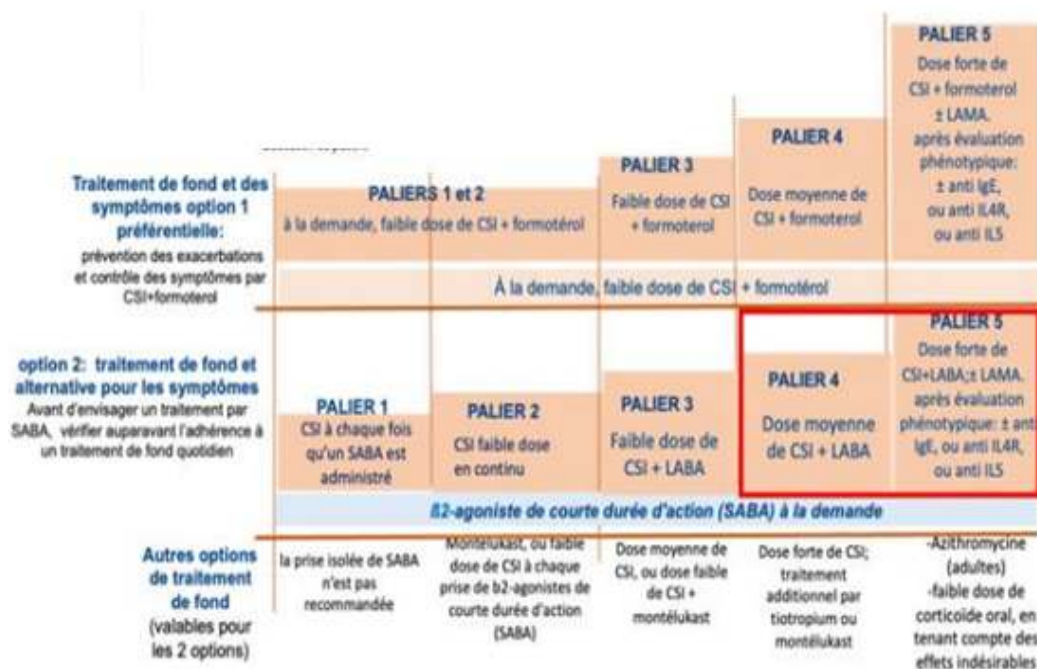 Traitement de fond et des
symptômes option 1
préférentielle:
prévention des exacerbations
et contrôle des symptômes par
CSI+formoterol
PALIERS 1 et 2
à la demande, faible dose de CSI + formotérol
PALIER 3
Faible dose de CSI
+ formoterol
PALIER 4
Dose moyenne de
CSI + formoterol
PALIER 5
Dose forte de
CSI + formoterol
± LAMA.
après évaluation
phénotypique:
± anti IgE,
ou anti IL4R,
ou anti IL5
À la demande, faible dose de CSI + formotérol
option 2: traitement de fond et
alternative pour les symptômes
Avant d'envisager un traitement par
SABA, vérifier auparavant l'adhérence à
un traitement de fond quotidien
PALIER 1
CSI à chaque fois
qu'un SABA est
administré
PALIER 2
CSI faible dose
en continu
PALIER 3
Faible dose de
CSI + LABA
PALIER 4
Dose moyenne
de CSI + LABA
PALIER 5
Dose forte de
CSI+LABA;± LAMA.
après évaluation
phénotypique: ± anti
IgE, ou anti IL4R,
ou anti IL5
ß2-agoniste de courte durée d'action (SABA) à la demande
Autres options
de traitement
de fond
(valables pour
les 2 options)
la prise isolée de SABA
n'est pas
recommandée
Montélukast, ou faible
dose de CSI à chaque
prise de b2-agonistes de
courte durée d'action
(SABA)
Dose moyenne de
CSI, ou dose faible
de CSI +
montélukast
Dose forte de CSI;
traitement
additionnel par
tiotropium ou
montélukast
-Azithromycine
(adultes)
-faible dose de
corticoïde oral, en
tenant compte des
effets indésirables